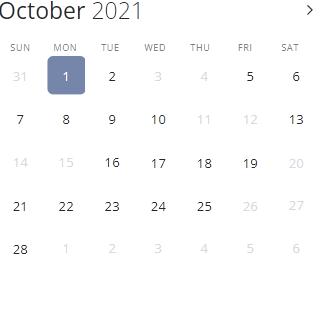 October 2021
SUN MON TUE WED THU FRI SAT
31 1 2 3 4 5 6
7 8 9 10 11 12 13
14 15 16 17 18 19 20
21 22 23 24 25 26 27
28 1 2 3 4 5 6